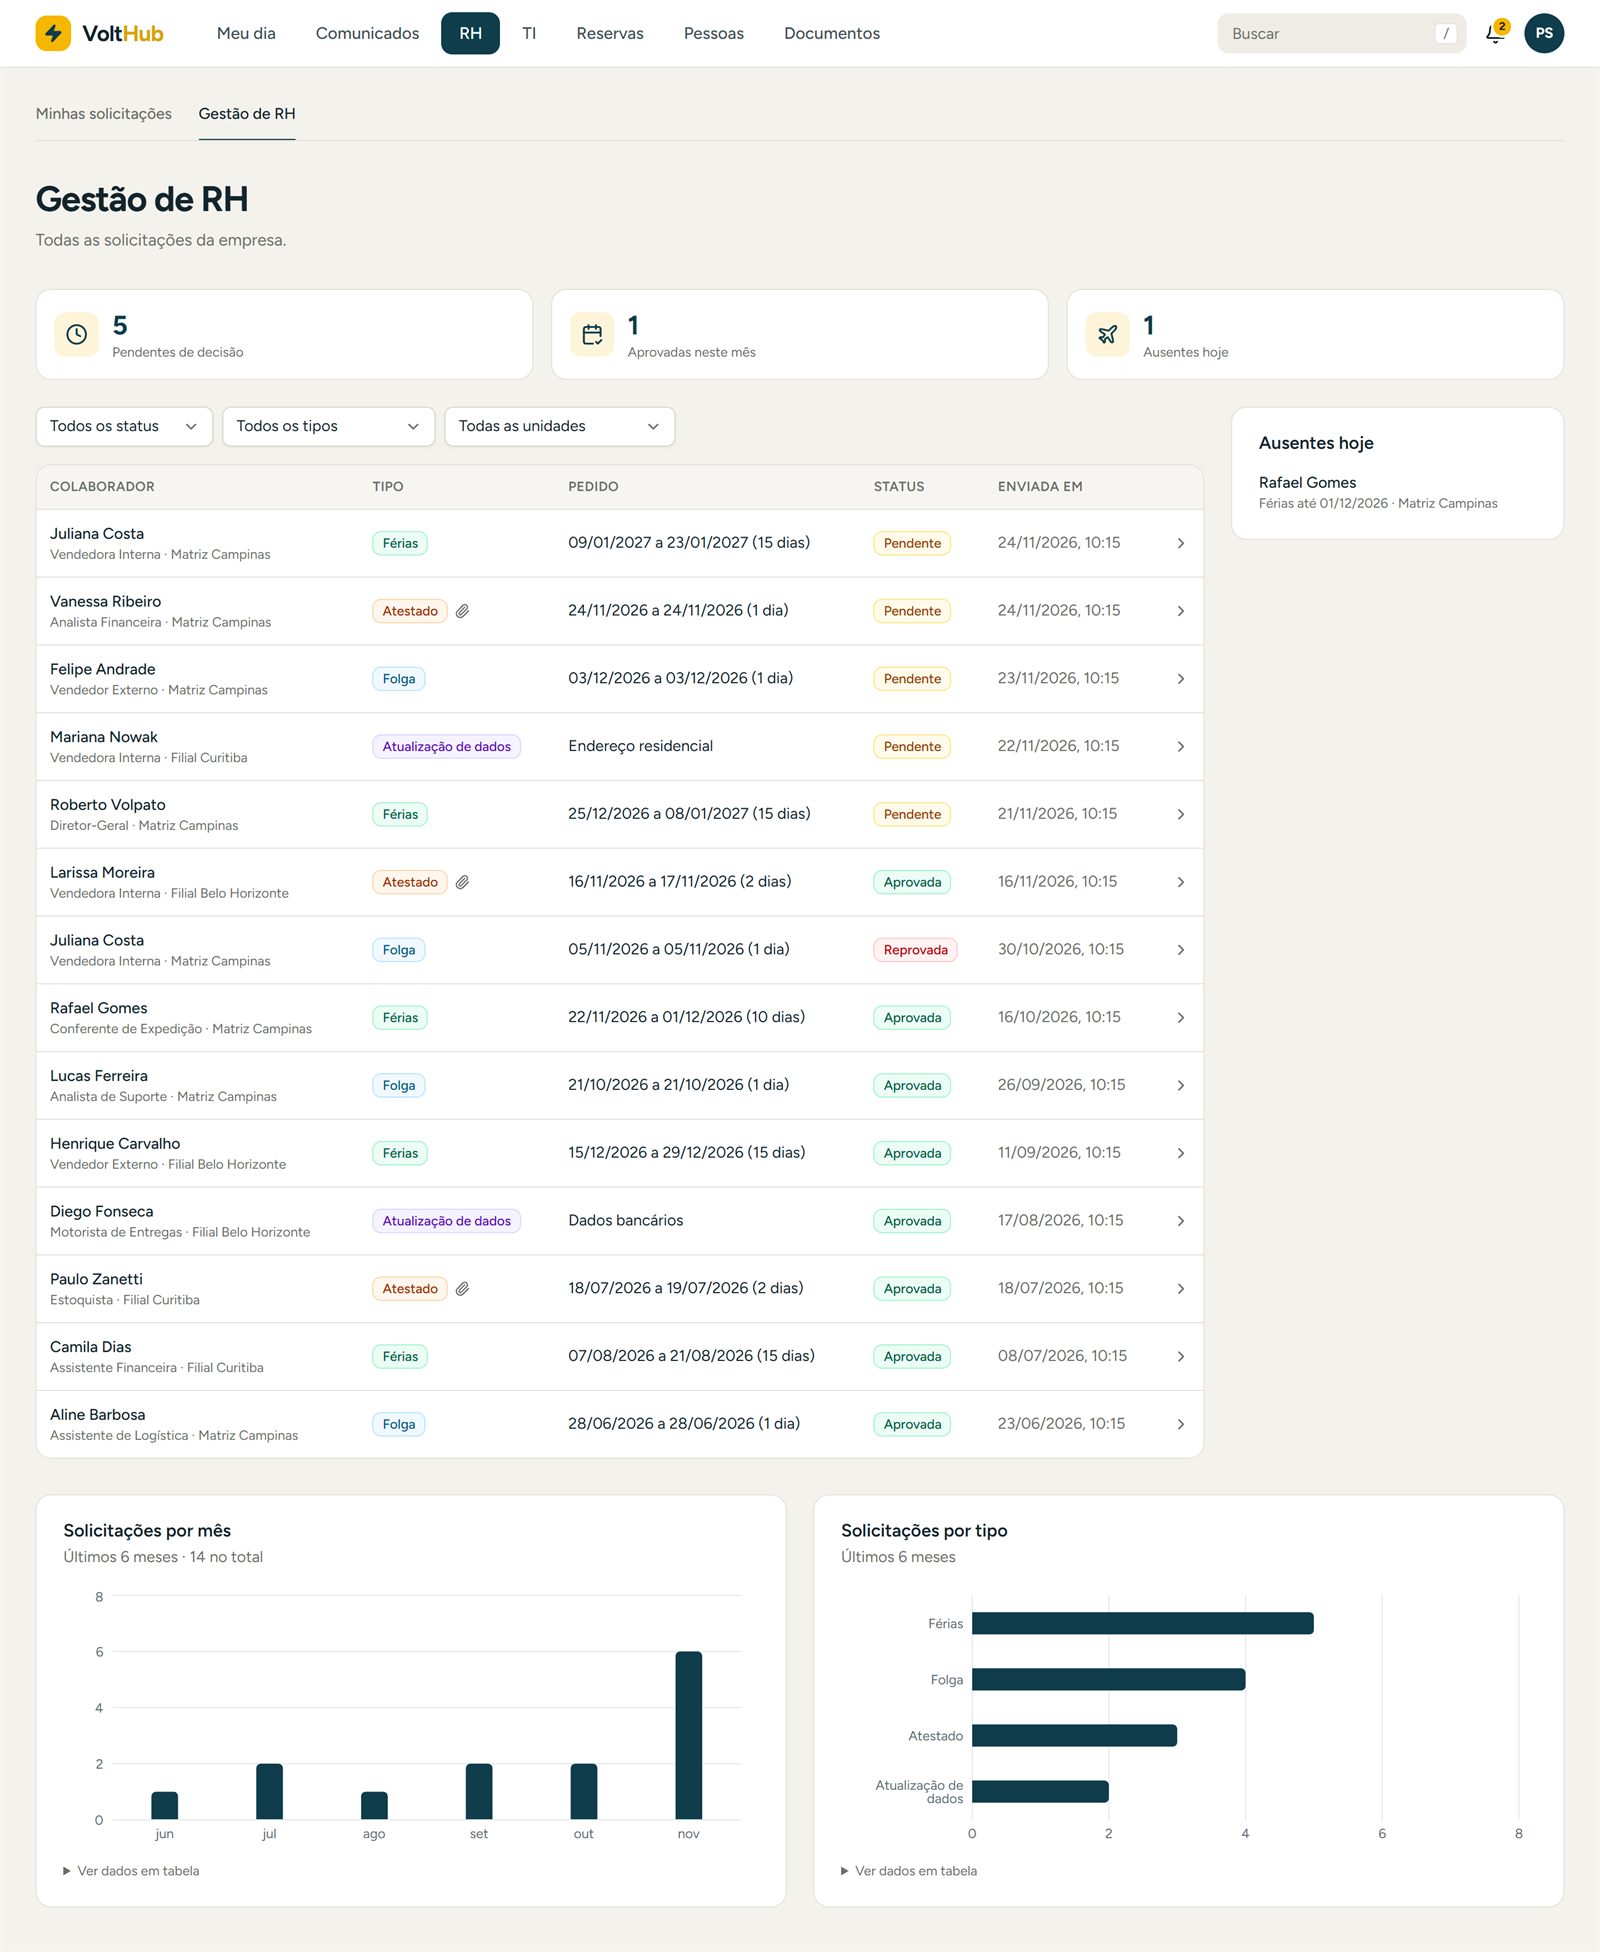 VoltHub
Meu dia
Comunicados
RH
TI
Reservas
Pessoas
Documentos
Buscar
/
2
PS
Minhas solicitações
Gestão de RH
Gestão de RH
Todas as solicitações da empresa.
5
Pendentes de decisão
1
Aprovadas neste mês
1
Ausentes hoje
Todos os status
Todos os tipos
Todas as unidades
COLABORADOR TIPO PEDIDO STATUS ENVIADA EM
Juliana Costa
Vendedora Interna · Matriz Campinas
Férias
09/01/2027 a 23/01/2027 (15 dias)
Pendente
24/11/2026, 10:15
Vanessa Ribeiro
Analista Financeira · Matriz Campinas
Atestado
24/11/2026 a 24/11/2026 (1 dia)
Pendente
24/11/2026, 10:15
Felipe Andrade
Vendedor Externo · Matriz Campinas
Folga
03/12/2026 a 03/12/2026 (1 dia)
Pendente
23/11/2026, 10:15
Mariana Nowak
Vendedora Interna · Filial Curitiba
Atualização de dados
Endereço residencial
Pendente
22/11/2026, 10:15
Roberto Volpato
Diretor-Geral · Matriz Campinas
Férias
25/12/2026 a 08/01/2027 (15 dias)
Pendente
21/11/2026, 10:15
Larissa Moreira
Vendedora Interna · Filial Belo Horizonte
Atestado
16/11/2026 a 17/11/2026 (2 dias)
Aprovada
16/11/2026, 10:15
Juliana Costa
Vendedora Interna · Matriz Campinas
Folga
05/11/2026 a 05/11/2026 (1 dia)
Reprovada
30/10/2026, 10:15
Rafael Gomes
Conferente de Expedição · Matriz Campinas
Férias
22/11/2026 a 01/12/2026 (10 dias)
Aprovada
16/10/2026, 10:15
Lucas Ferreira
Analista de Suporte · Matriz Campinas
Folga
21/10/2026 a 21/10/2026 (1 dia)
Aprovada
26/09/2026, 10:15
Henrique Carvalho
Vendedor Externo · Filial Belo Horizonte
Férias
15/12/2026 a 29/12/2026 (15 dias)
Aprovada
11/09/2026, 10:15
Diego Fonseca
Motorista de Entregas · Filial Belo Horizonte
Atualização de dados
Dados bancários
Aprovada
17/08/2026, 10:15
Paulo Zanetti
Estoquista · Filial Curitiba
Atestado
18/07/2026 a 19/07/2026 (2 dias)
Aprovada
18/07/2026, 10:15
Camila Dias
Assistente Financeira · Filial Curitiba
Férias
07/08/2026 a 21/08/2026 (15 dias)
Aprovada
08/07/2026, 10:15
Aline Barbosa
Assistente de Logística · Matriz Campinas
Folga
28/06/2026 a 28/06/2026 (1 dia)
Aprovada
23/06/2026, 10:15
Ausentes hoje
Rafael Gomes
Férias até 01/12/2026 · Matriz Campinas
Solicitações por mês
Últimos 6 meses · 14 no total
8
6
4
2
0
jun jul ago set out nov
Ver dados em tabela
Solicitações por tipo
Últimos 6 meses
Férias
Folga
Atestado
Atualização de
dados
0 2 4 6 8
Ver dados em tabela